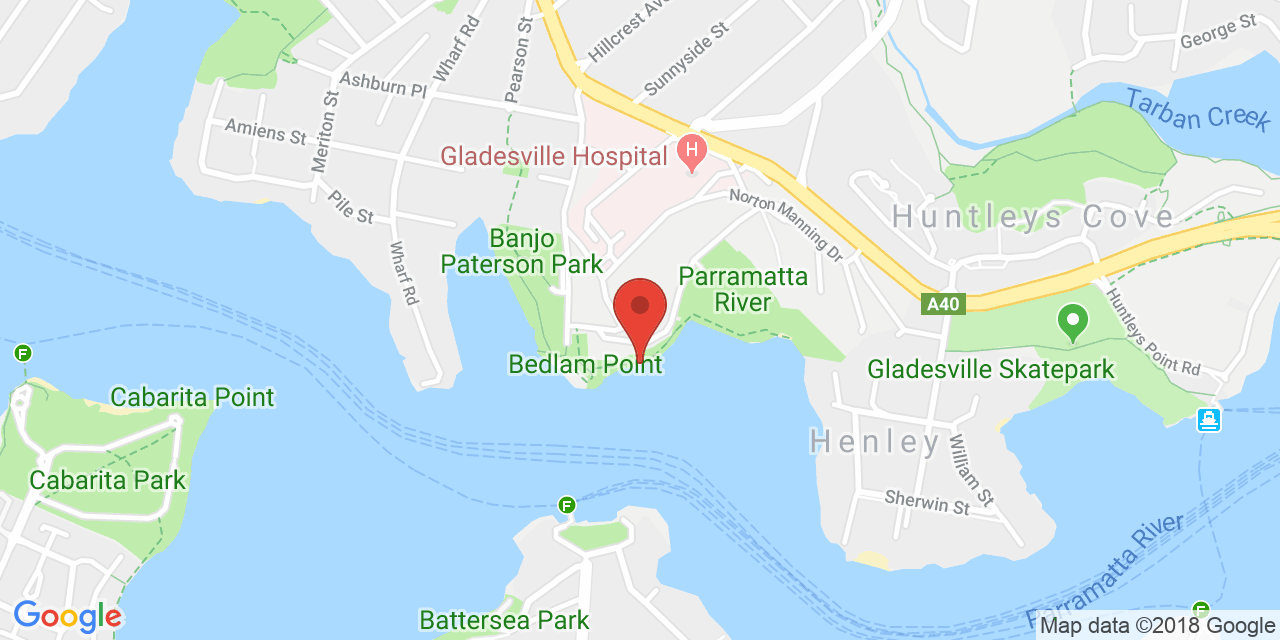 Hillcrest Ave
George St
Wharf Rd
Pearson St
Sunnyside St
Ashburn Pl
Meriton St
Tarban Creek
Amiens St
Gladesville Hospital
H
Pile St
Norton Manning Dr
Huntleys Cove
Wharf Rd
Banjo
Paterson Park
Parramatta
River
A40
Huntleys Point Rd
F
Bedlam Point
Gladesville Skatepark
Cabarita Point
Henley
William St
Cabarita Park
Sherwin St
F
Parramatta River
Battersea Park
F
Google
Map data ©2018 Google